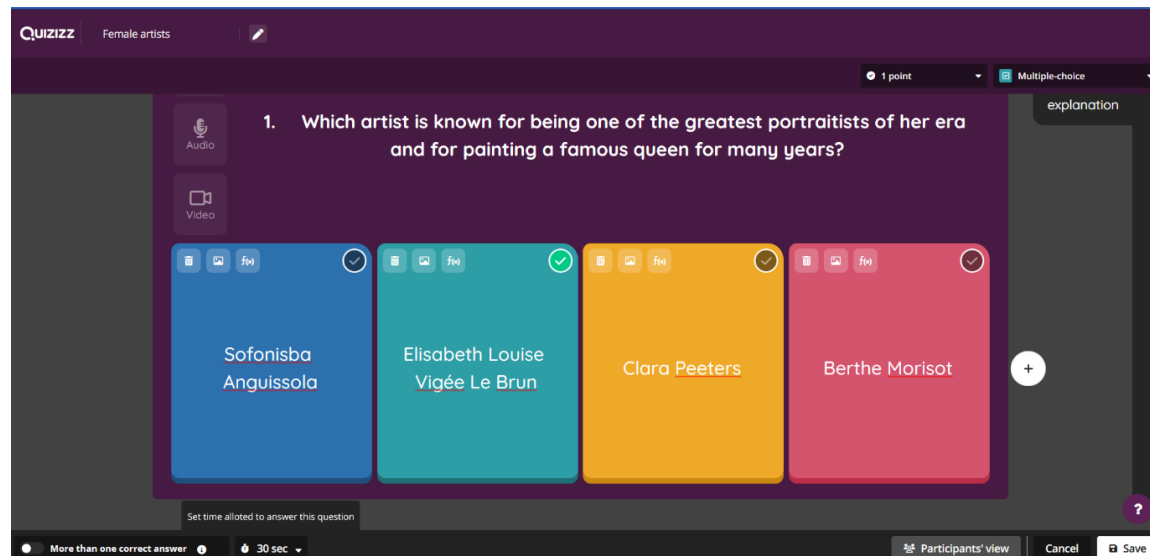 QUIZIZZ
Female artists
1 point
Multiple-choice
explanation
Audio
1. Which artist is known for being one of the greatest portraitists of her era
and for painting a famous queen for many years?
Video
f(x)
f(x)
f(x)
f(x)
Sofonisba
Anguissola
Elisabeth Louise
Vigée Le Brun
Clara Peeters
Berthe Morisot
+
Set time alloted to answer this question
?
More than one correct answer
30 sec
Participants' view
Cancel
Save